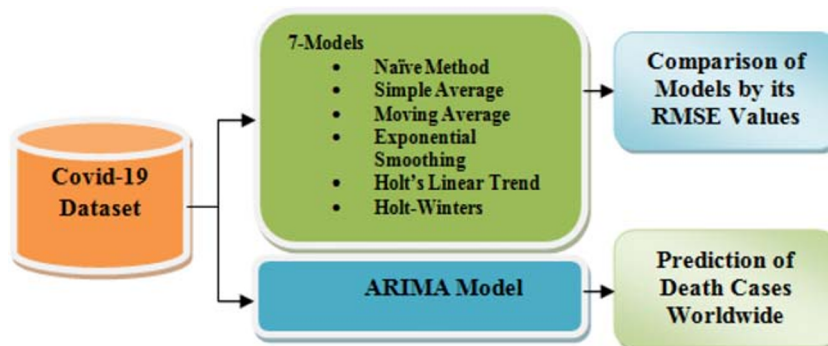 Covid-19
Dataset
7-Models
• Naïve Method
• Simple Average
• Moving Average
• Exponential
Smoothing
• Holt's Linear Trend
• Holt-Winters
ARIMA Model
Comparison of
Models by its
RMSE Values
Prediction of
Death Cases
Worldwide